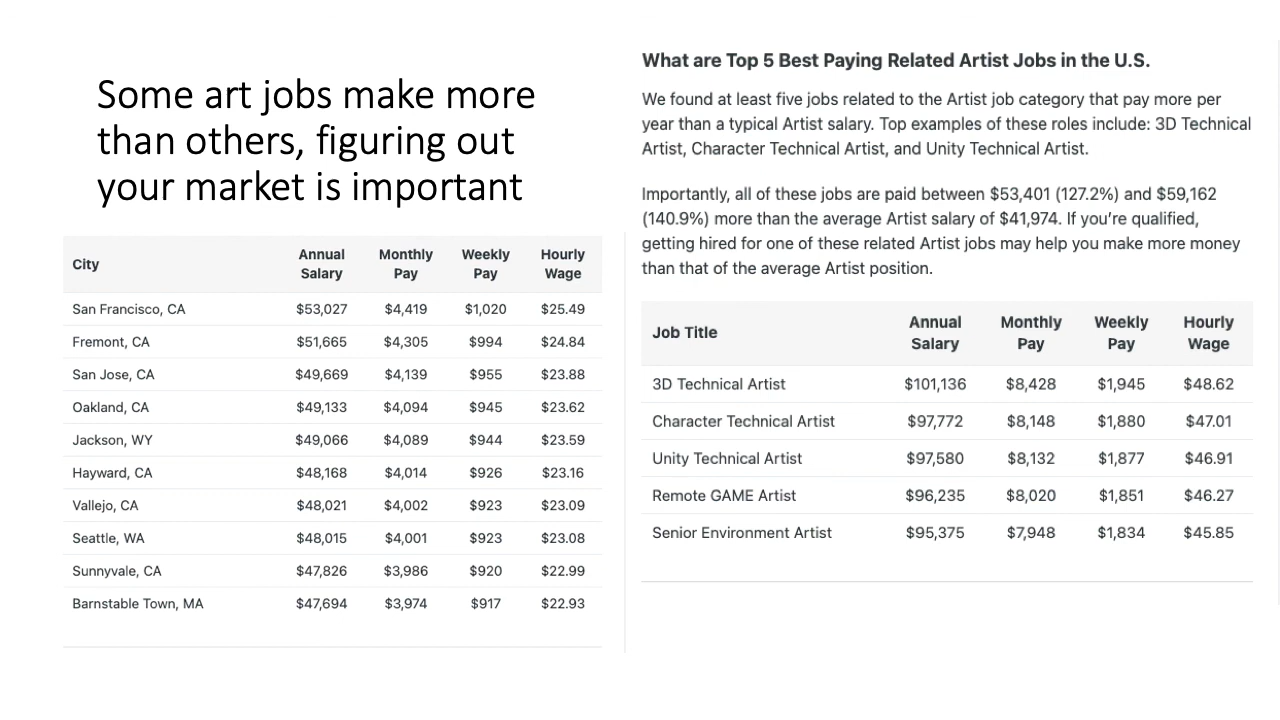 Some art jobs make more
than others, figuring out
your market is important
City Annual Salary Monthly Pay Weekly Pay Hourly Wage
San Francisco, CA $53,027 $4,419 $1,020 $25.49
Fremont, CA $51,665 $4,305 $994 $24.84
San Jose, CA $49,669 $4,139 $955 $23.88
Oakland, CA $49,133 $4,094 $945 $23.62
Jackson, WY $49,066 $4,089 $944 $23.59
Hayward, CA $48,168 $4,014 $926 $23.16
Vallejo, CA $48,021 $4,002 $923 $23.09
Seattle, WA $48,015 $4,001 $923 $23.08
Sunnyvale, CA $47,826 $3,986 $920 $22.99
Barnstable Town, MA $47,694 $3,974 $917 $22.93
What are Top 5 Best Paying Related Artist Jobs in the U.S.
We found at least five jobs related to the Artist job category that pay more per
year than a typical Artist salary. Top examples of these roles include: 3D Technical
Artist, Character Technical Artist, and Unity Technical Artist.
Importantly, all of these jobs are paid between $53,401 (127.2%) and $59,162
(140.9%) more than the average Artist salary of $41,974. If you're qualified,
getting hired for one of these related Artist jobs may help you make more money
than that of the average Artist position.
Job Title Annual Salary Monthly Pay Weekly Pay Hourly Wage
3D Technical Artist $101,136 $8,428 $1,945 $48.62
Character Technical Artist $97,772 $8,148 $1,880 $47.01
Unity Technical Artist $97,580 $8,132 $1,877 $46.91
Remote GAME Artist $96,235 $8,020 $1,851 $46.27
Senior Environment Artist $95,375 $7,948 $1,834 $45.85